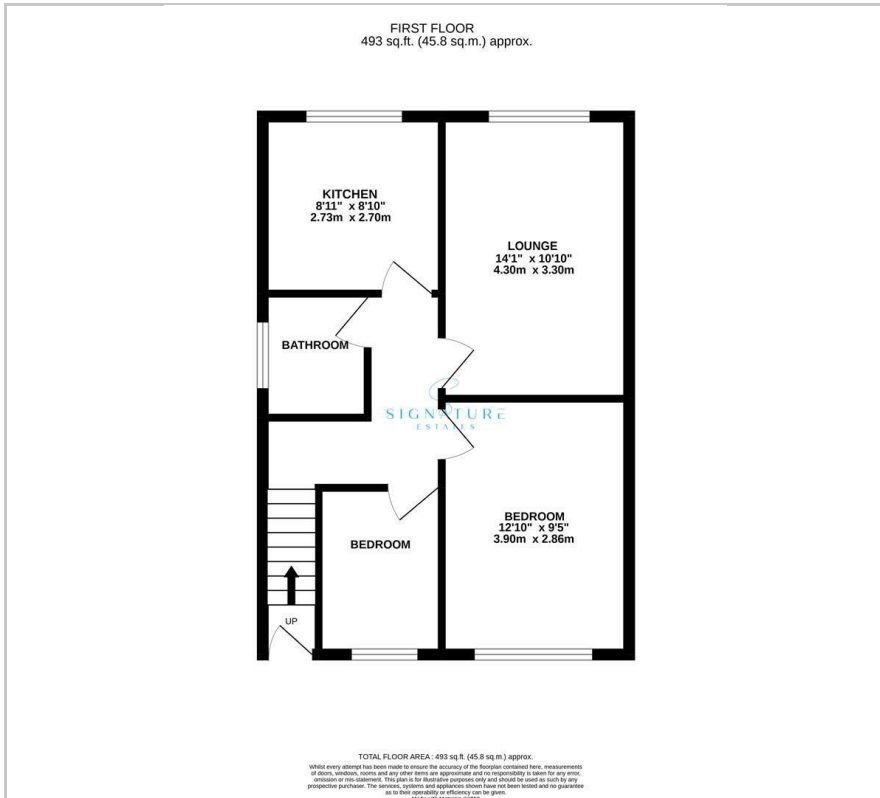 FIRST FLOOR
493 sq.ft. (45.8 sq.m.) approx.
KITCHEN
8'11" x 8'10"
2.73m x 2.70m
LOUNGE
14'1" x 10'10"
4.30m x 3.30m
BATHROOM
SIGNATURE
ESTATES
BEDROOM
12'10" x 9'5"
3.90m x 2.86m
BEDROOM
UP
TOTAL FLOOR AREA : 493 sq.ft. (45.8 sq.m.) approx.
Whilst every attempt has been made to ensure the accuracy of the floorplan contained here, measurements
of doors, windows, rooms and any other items are approximate and no responsibility is taken for any error,
omission or mis-statement. This plan is for illustrative purposes only and should be used as such by any
prospective purchaser. The services, systems and appliances shown have not been tested and no guarantee
as to their operability or efficiency can be given.
Made with Metropix